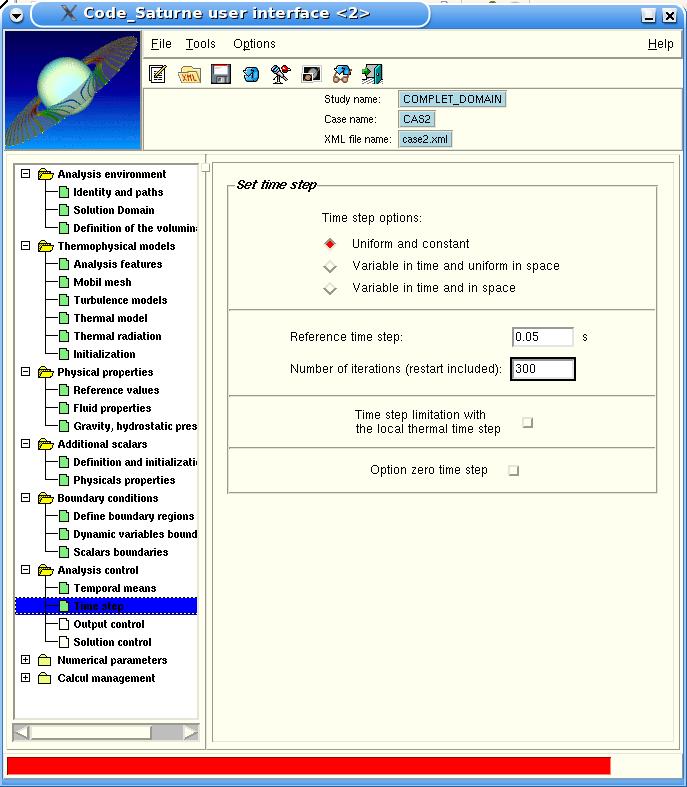 Code_Saturne user interface <2>
File Tools Options Help
XML
Study name: COMPLET_DOMAIN
Case name: CAS2
XML file name: case2.xml
Analysis environment
Identity and paths
Solution Domain
Definition of the volumin
Thermophysical models
Analysis features
Mobil mesh
Turbulence models
Thermal model
Thermal radiation
Initialization
Physical properties
Reference values
Fluid properties
Gravity, hydrostatic pres
Additional scalars
Definition and initializati
Physicals properties
Boundary conditions
Define boundary regions
Dynamic variables bound
Scalars boundaries
Analysis control
Temporal means
Time step
Output control
Solution control
Numerical parameters
Calcul management
Set time step
Time step options:
Uniform and constant
Variable in time and uniform in space
Variable in time and in space
Reference time step: 0.05 s
Number of iterations (restart included): 300
Time step limitation with
the local thermal time step
Option zero time step